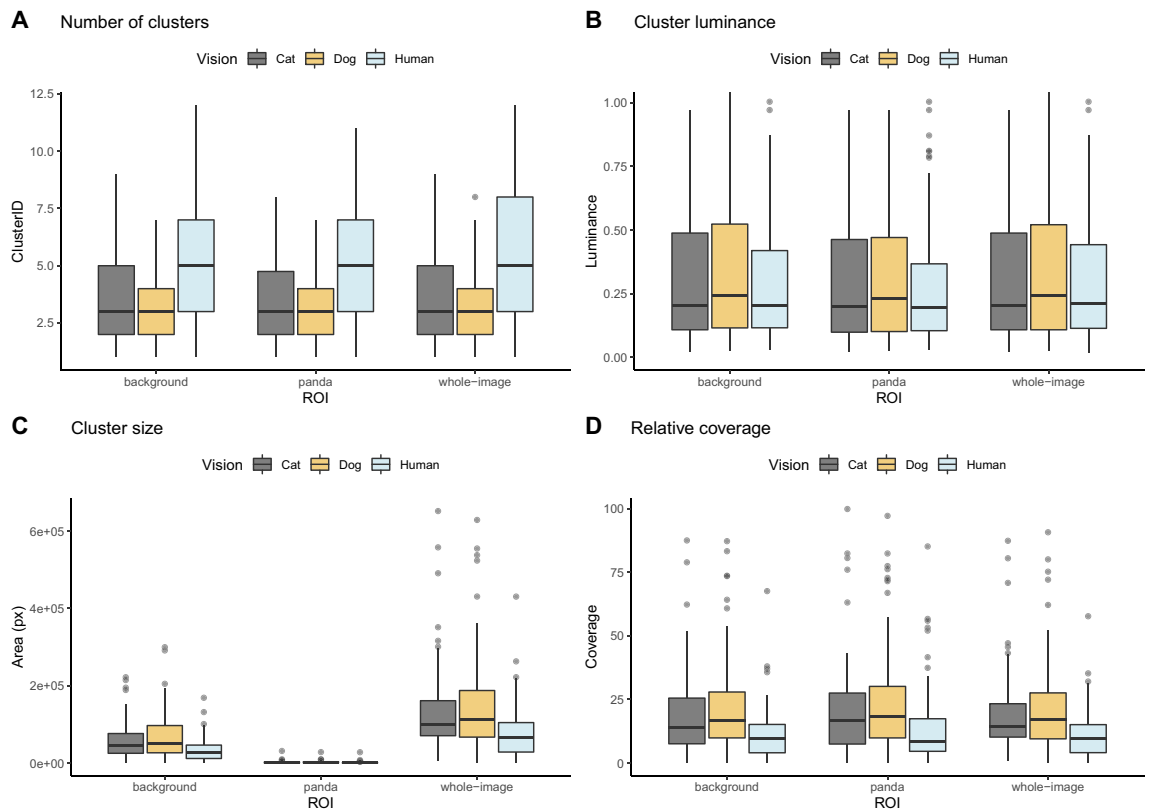 A Number of clusters
Vision Cat Dog Human
12.5
10.0
7.5
5.0
2.5
ClusterID
background panda whole−image
ROI
B Cluster luminance
Vision Cat Dog Human
1.00
0.75
0.50
0.25
0.00
Luminance
background panda whole−image
ROI
C Cluster size
Vision Cat Dog Human
6e+05
4e+05
2e+05
0e+00
Area (px)
background panda whole−image
ROI
D Relative coverage
Vision Cat Dog Human
100
75
50
25
0
Coverage
background panda whole−image
ROI